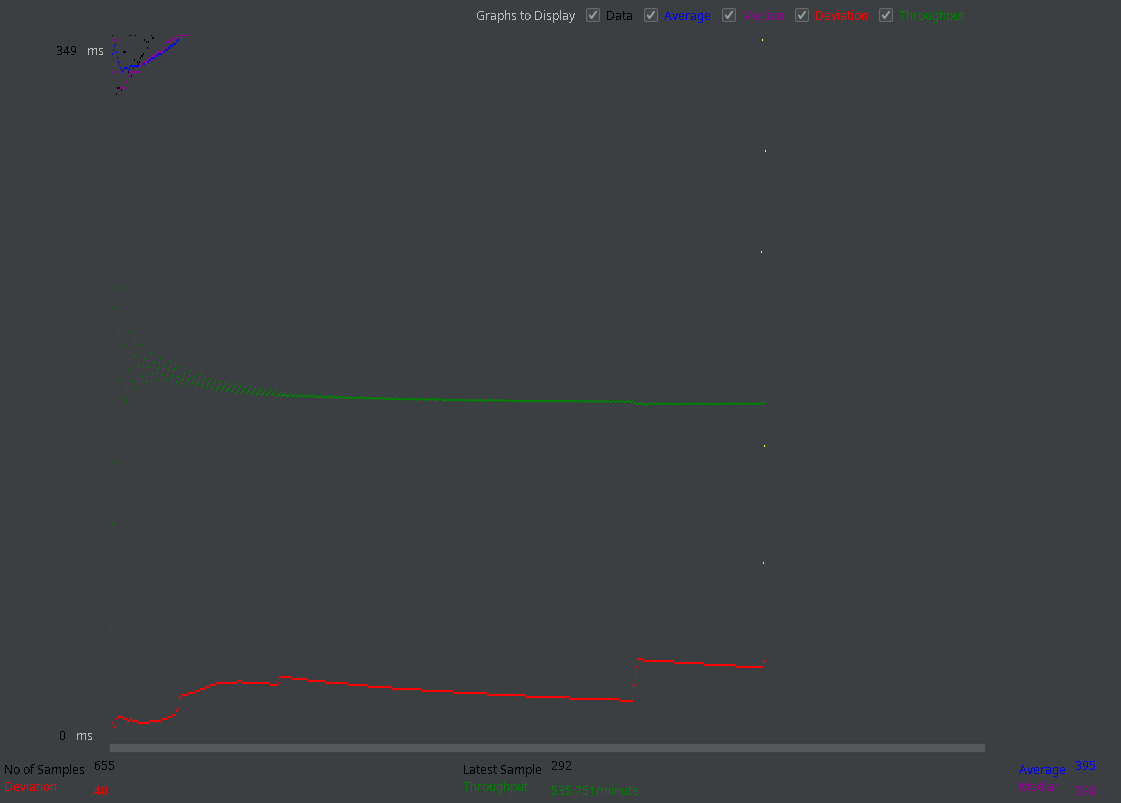 Graphs to Display Data Average Median Deviation Throughput
349 ms
0 ms
No of Samples 655 Latest Sample 292 Average 395
Deviation 40 Throughput